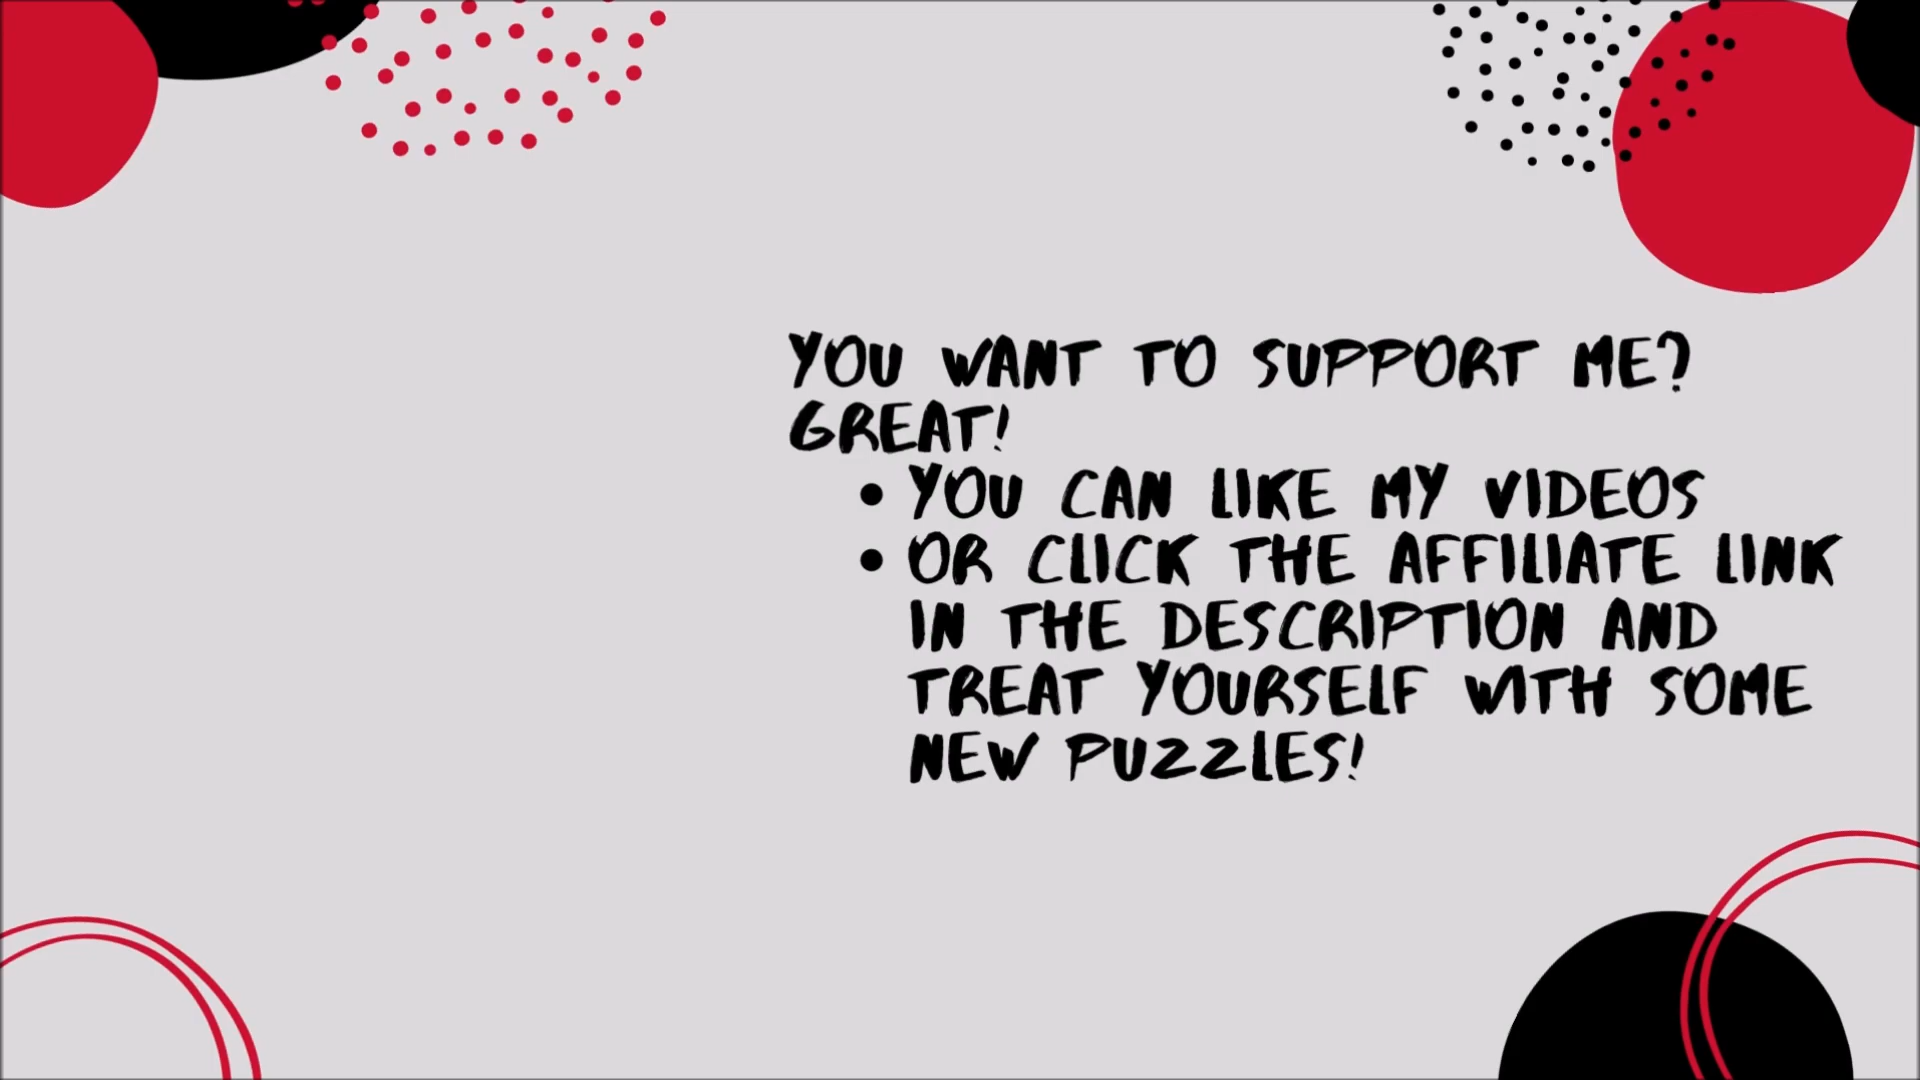 YOU WANT TO SUPPORT ME?
GREAT!
• YOU CAN LIKE MY VIDEOS
• OR CLICK THE AFFILIATE LINK
IN THE DESCRIPTION AND
TREAT YOURSELF WITH SOME
NEW PUZZLES!